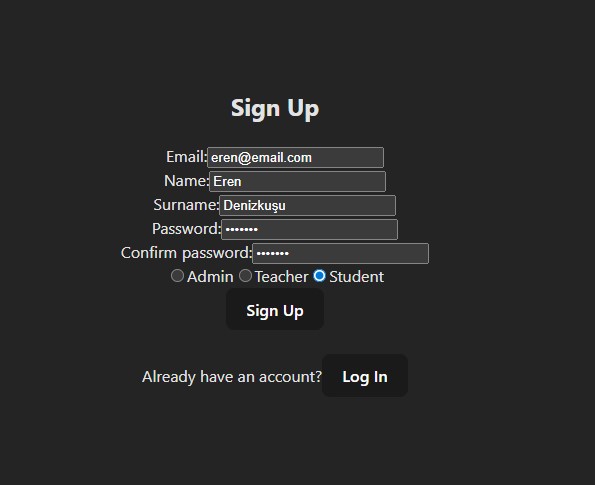 Sign Up
Email: eren@email.com
Name: Eren
Surname: Denizkuşu
Password: •••••••
Confirm password: •••••••
Admin Teacher Student
Sign Up
Already have an account? Log In